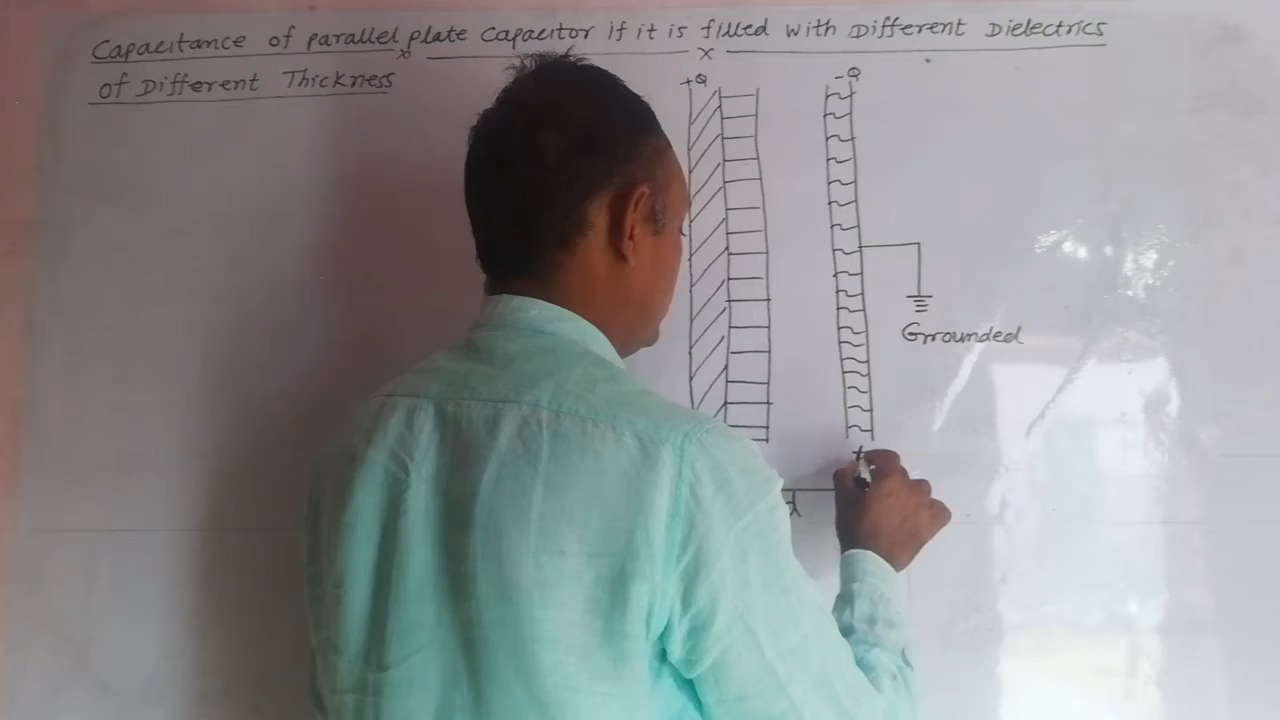 Capacitance of parallel plate capacitor if it is filled with Different Dielectrics
of Different Thickness
+Q
-Q
Grounded
d
t